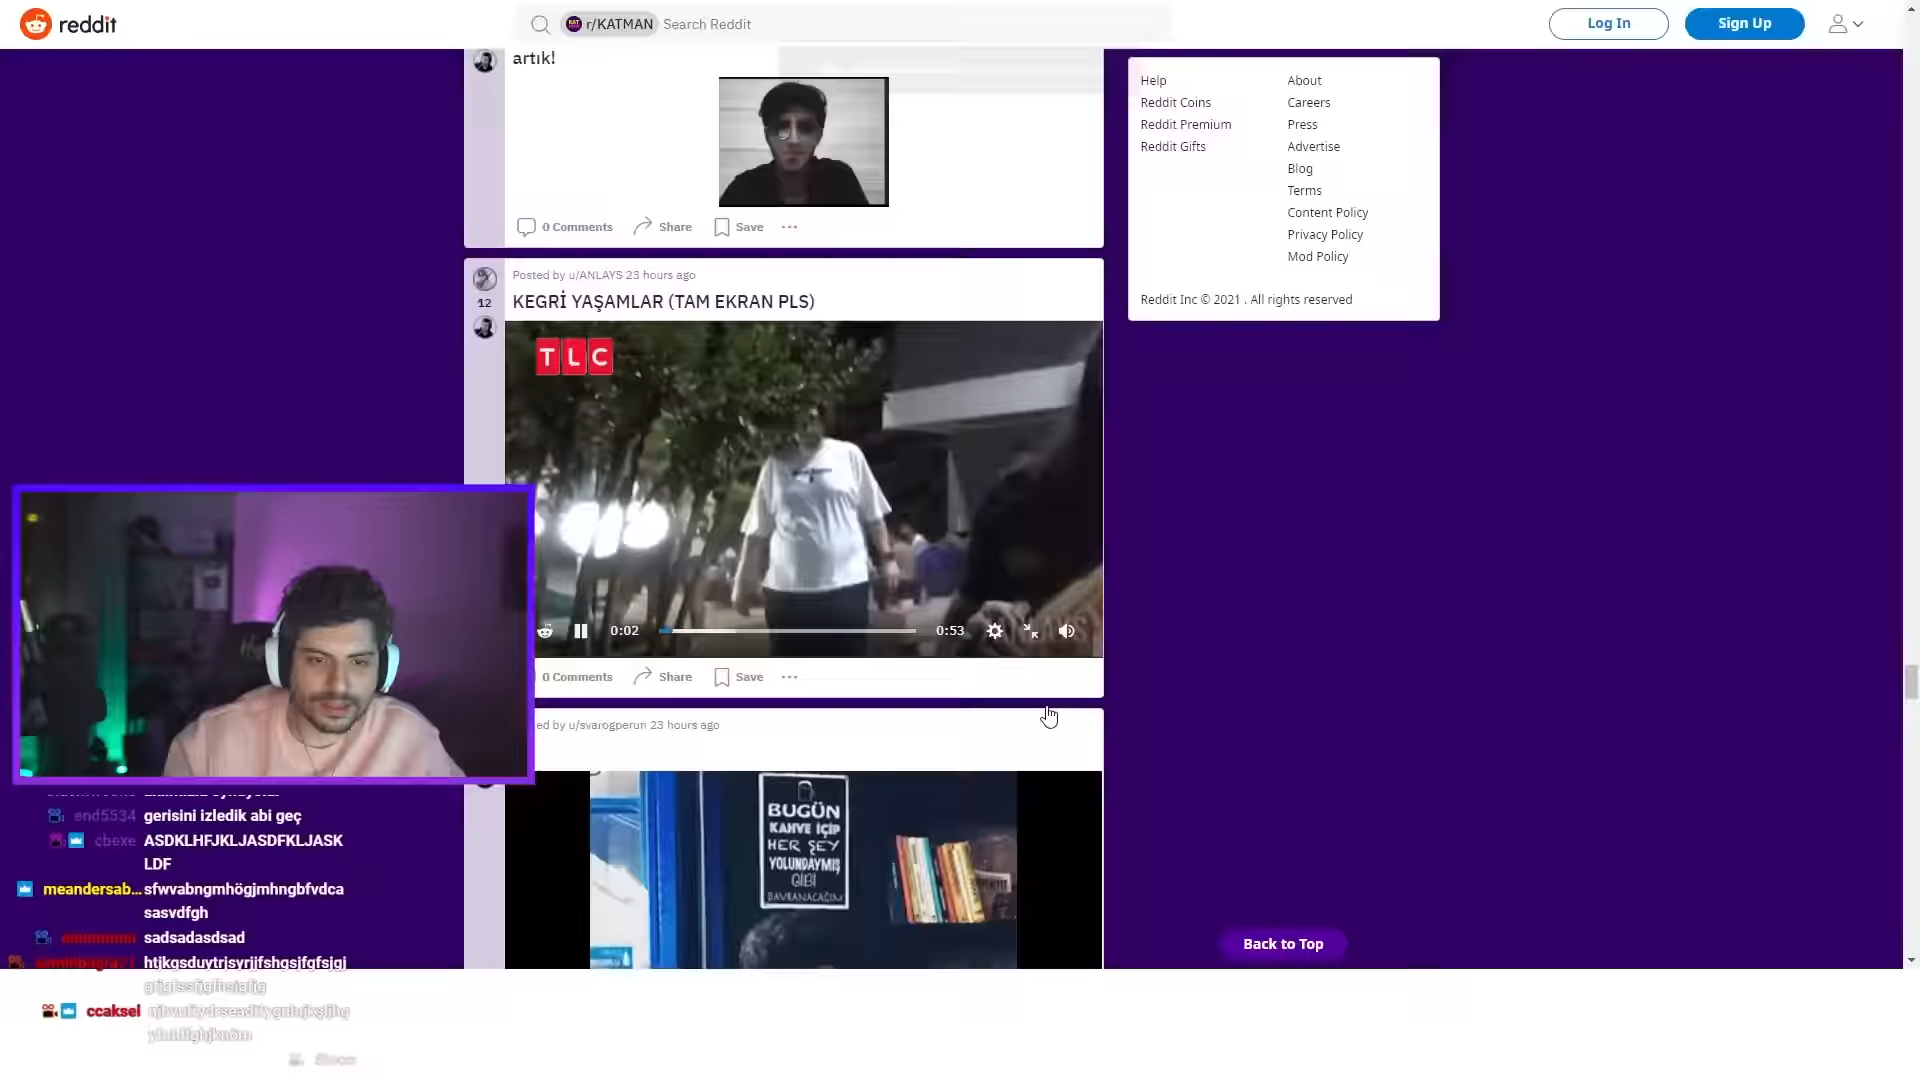 reddit
r/KATMAN Search Reddit
Log In
Sign Up
artık!
0 Comments Share Save
Help
About
Reddit Coins
Careers
Reddit Premium
Press
Reddit Gifts
Advertise
Blog
Terms
Content Policy
Privacy Policy
Mod Policy
Reddit Inc © 2021 . All rights reserved
Posted by u/ANLAYS 23 hours ago
12
KEGRİ YAŞAMLAR (TAM EKRAN PLS)
TLC
0:02
0:53
0 Comments Share Save
ed by u/svarogperun 23 hours ago
BUGÜN
KAHVE İÇİP
HER ŞEY
YOLUNDAYMIŞ
GİBİ
DAVRANACAĞIM
end5534 gerisini izledik abi geç
cbexe ASDKLHFJKLJASDFKLJASK
LDF
meandersab... sfwvabngmhögjmhngbfvdca
sasvdfgh
sadsadasdsad
htjkgsduytrjsyrjjfshgsjfgfsjgj
ccaksel
Back to Top